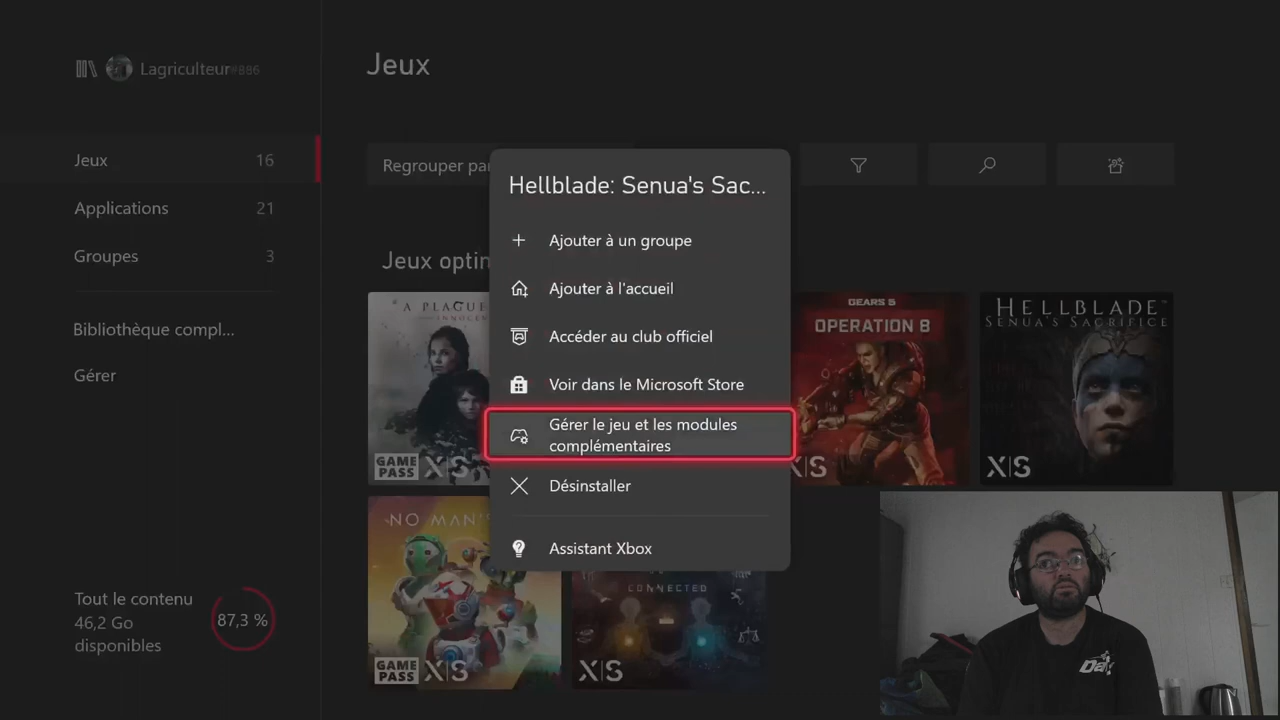 Lagriculteur#886
Jeux
Jeux 16
Applications 21
Groupes 3
Bibliothèque compl...
Gérer
Tout le contenu
46,2 Go
disponibles
87,3 %
Regrouper par
Jeux optim
Hellblade: Senua's Sac...
Ajouter à un groupe
Ajouter à l'accueil
Accéder au club officiel
Voir dans le Microsoft Store
Gérer le jeu et les modules
complémentaires
Désinstaller
Assistant Xbox
A PLAGUE
INNOCEN
GAME
PASS
X|S
GEARS 5
OPERATION 8
X|S
HELLBLADE
SENUA'S SACRIFICE
X|S
NO MAN'S
GAME
PASS
X|S
CONNECTED
X|S